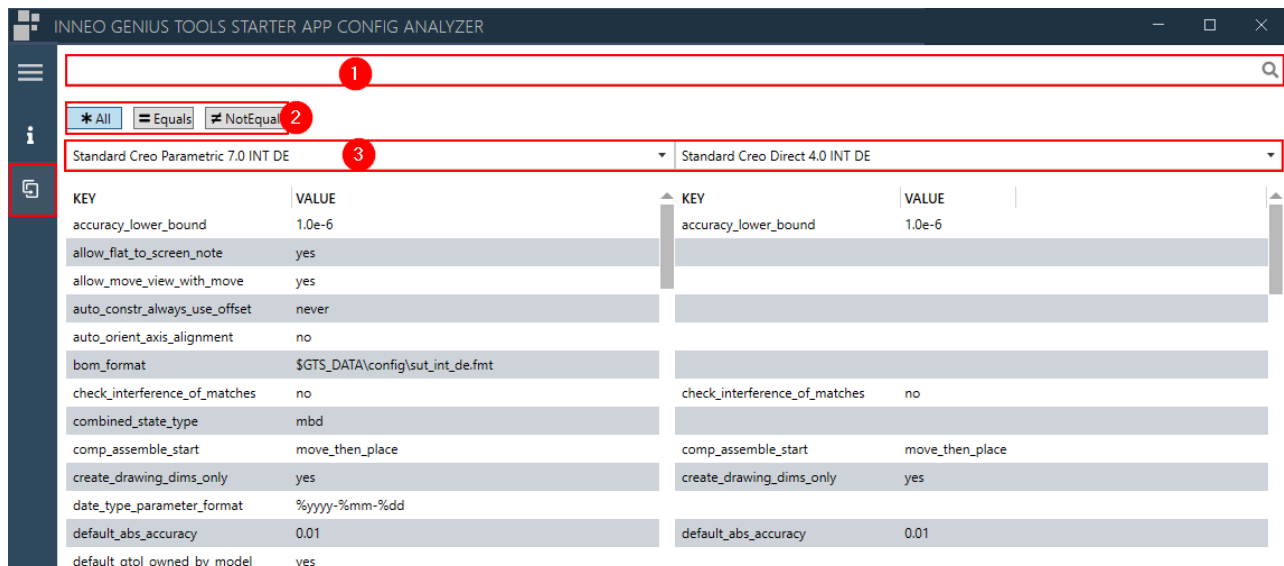 INNEO GENIUS TOOLS STARTER APP CONFIG ANALYZER
1
All Equals NotEqual 2
Standard Creo Parametric 7.0 INT DE 3 Standard Creo Direct 4.0 INT DE
KEY VALUE KEY VALUE
accuracy_lower_bound 1.0e-6 accuracy_lower_bound 1.0e-6
allow_flat_to_screen_note yes
allow_move_view_with_move yes
auto_constr_always_use_offset never
auto_orient_axis_alignment no
bom_format $GTS_DATA\config\sut_int_de.fmt
check_interference_of_matches no check_interference_of_matches no
combined_state_type mbd
comp_assemble_start move_then_place comp_assemble_start move_then_place
create_drawing_dims_only yes create_drawing_dims_only yes
date_type_parameter_format %yyyy-%mm-%dd
default_abs_accuracy 0.01 default_abs_accuracy 0.01
default_gtol_owned_by_model yes